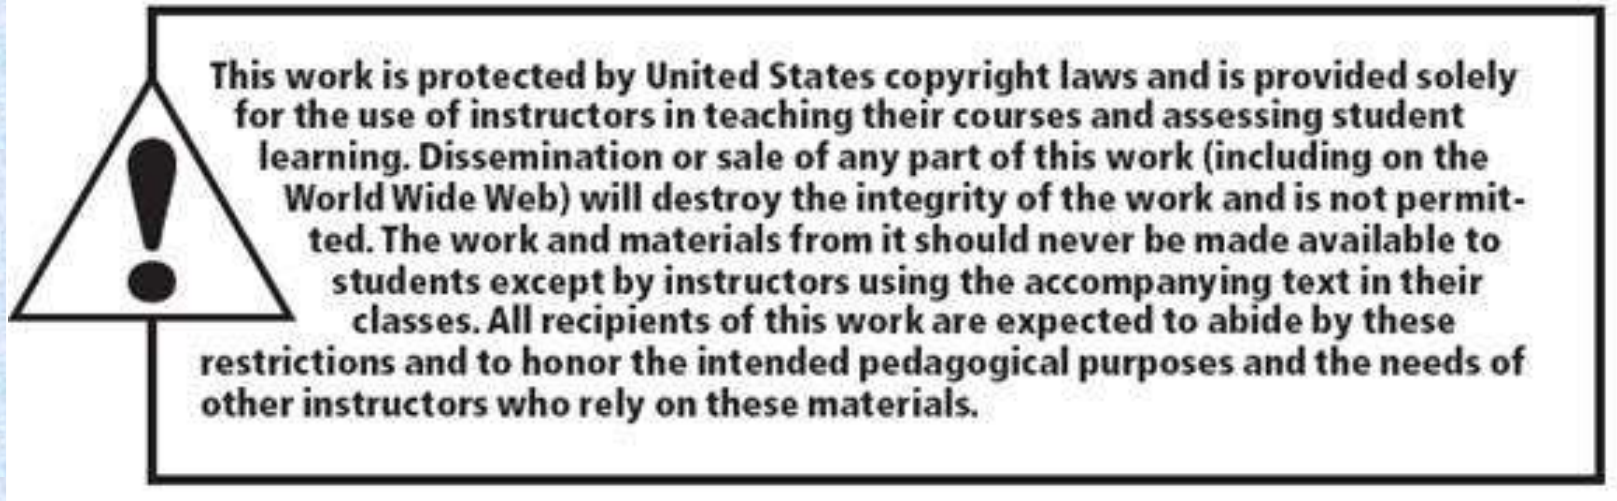 This work is protected by United States copyright laws and is provided solely
for the use of instructors in teaching their courses and assessing student
learning. Dissemination or sale of any part of this work (including on the
World Wide Web) will destroy the integrity of the work and is not permit-
ted. The work and materials from it should never be made available to
students except by instructors using the accompanying text in their
classes. All recipients of this work are expected to abide by these
restrictions and to honor the intended pedagogical purposes and the needs of
other instructors who rely on these materials.